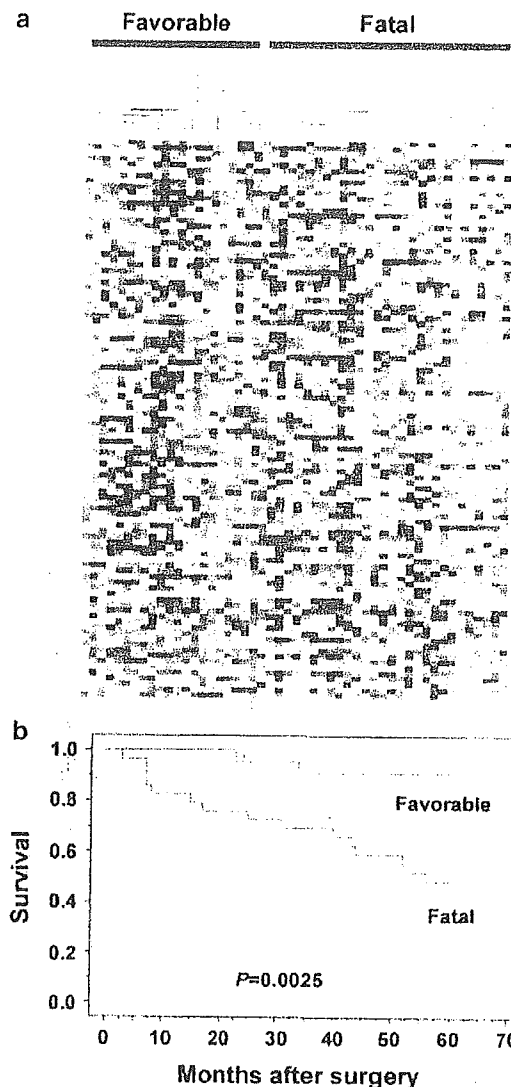 a
Favorable Fatal
b
1.0
0.8
0.6
0.4
0.2
0.0
Survival
Favorable
Fatal
P=0.0025
0 10 20 30 40 50 60 70
Months after surgery